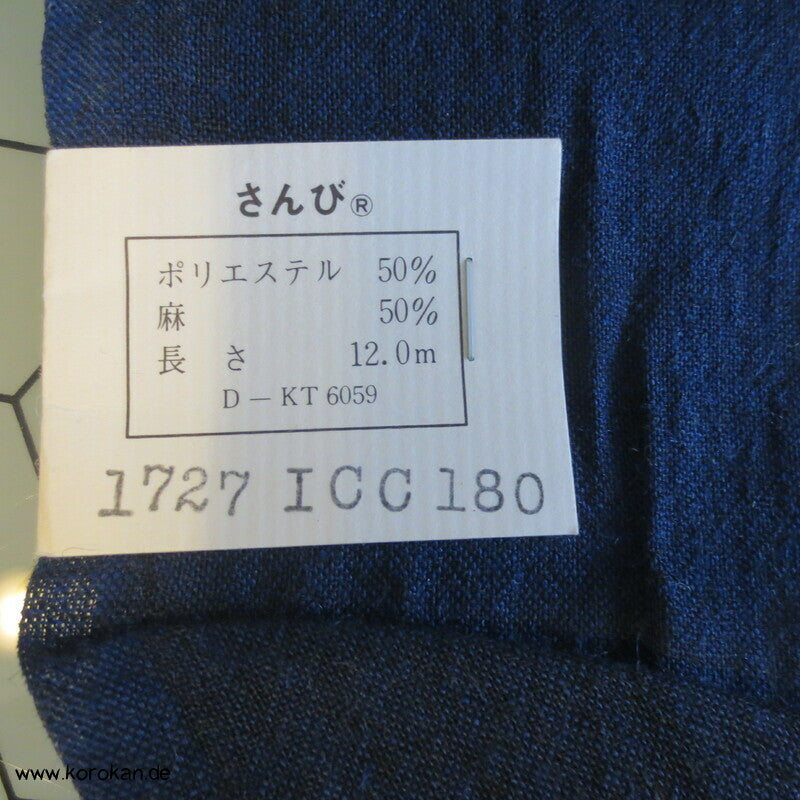 さんび®
ポリエステル 50%
麻 50%
長さ 12.0m
D－KT 6059
1727 ICC 180
www.korokan.de